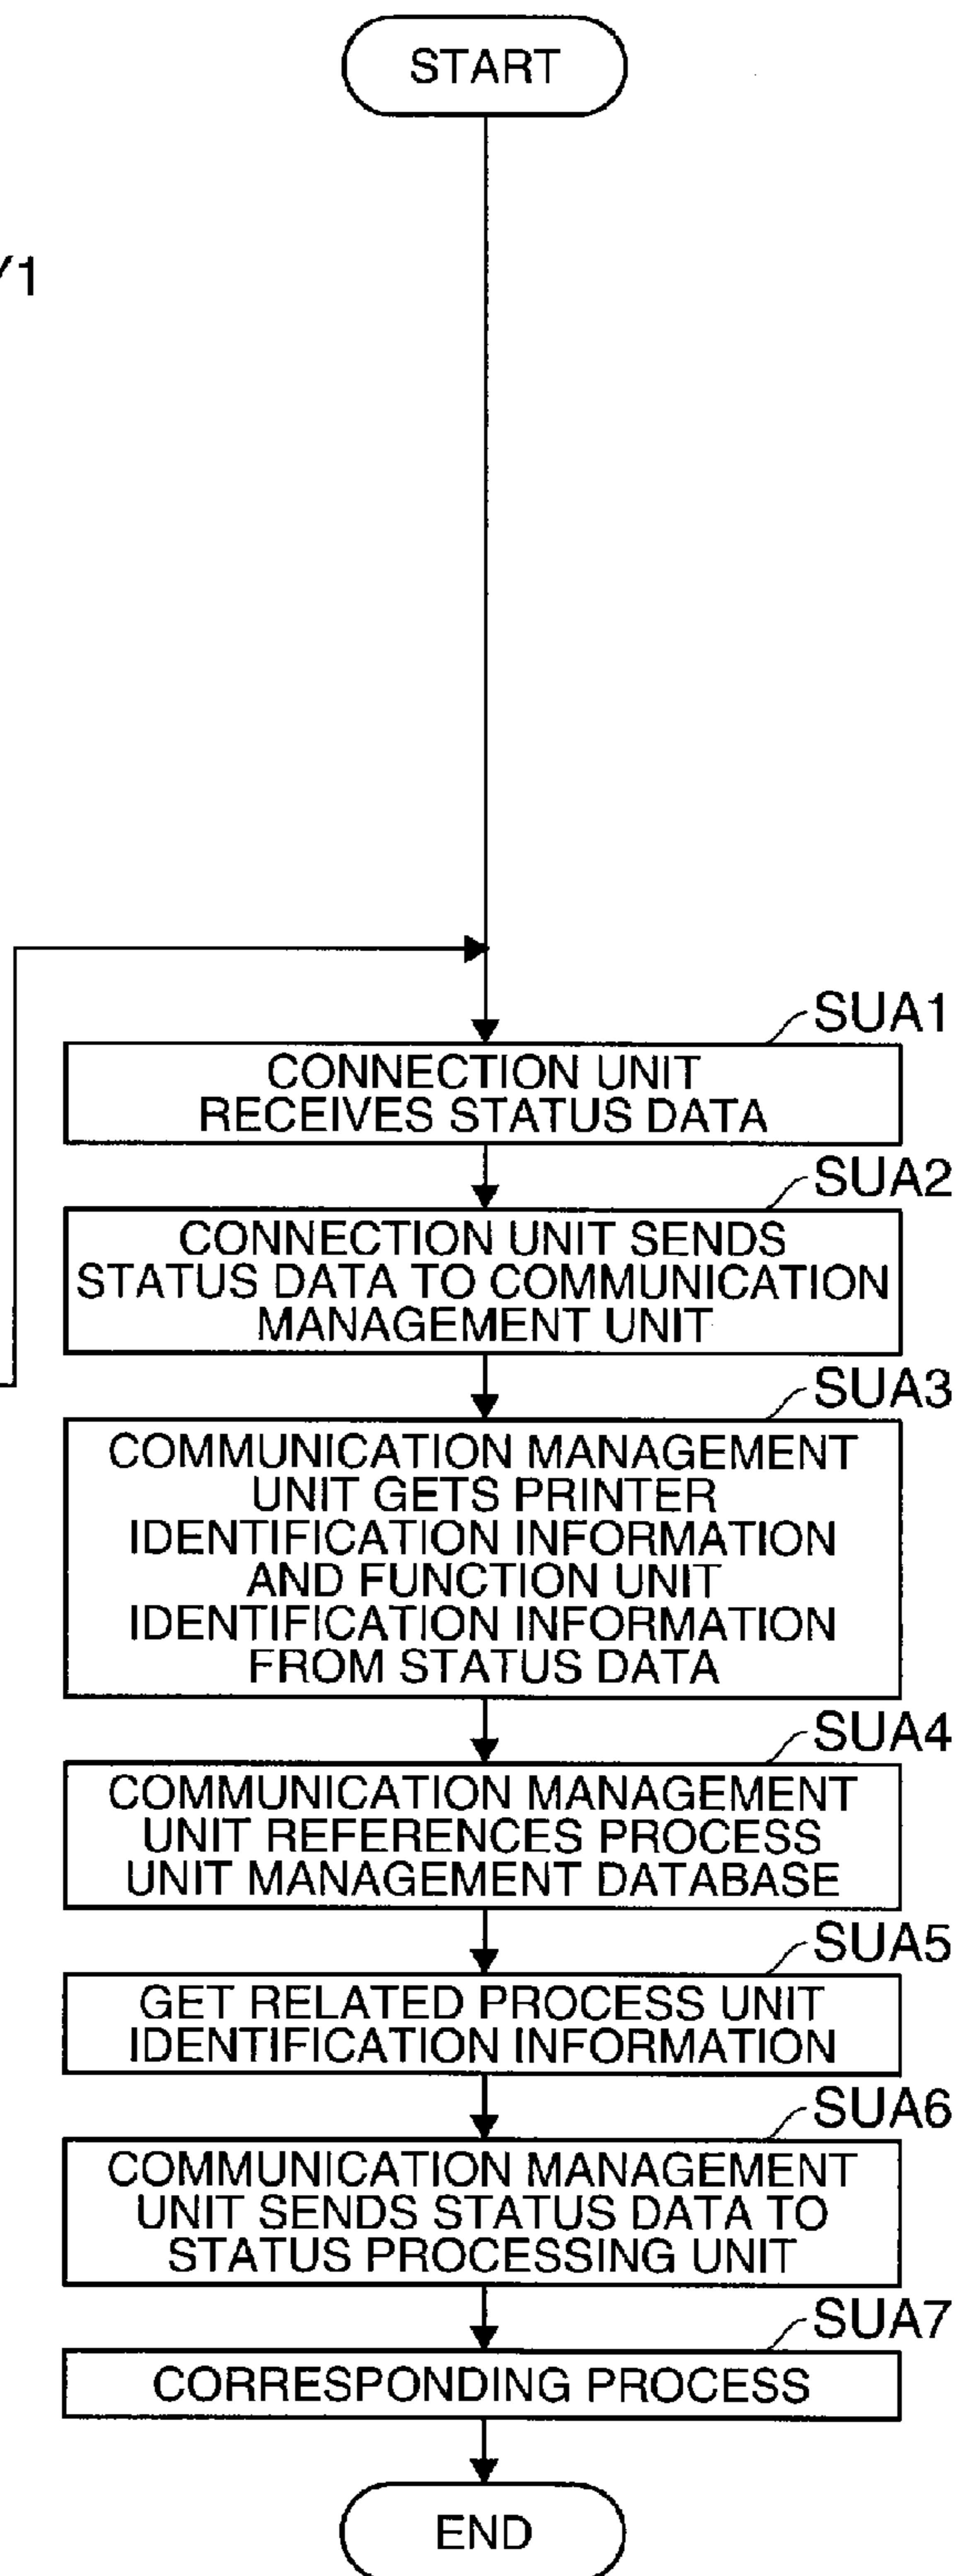 START
Y1
SUA1
CONNECTION UNIT
RECEIVES STATUS DATA
SUA2
CONNECTION UNIT SENDS
STATUS DATA TO COMMUNICATION
MANAGEMENT UNIT
SUA3
COMMUNICATION MANAGEMENT
UNIT GETS PRINTER
IDENTIFICATION INFORMATION
AND FUNCTION UNIT
IDENTIFICATION INFORMATION
FROM STATUS DATA
SUA4
COMMUNICATION MANAGEMENT
UNIT REFERENCES PROCESS
UNIT MANAGEMENT DATABASE
SUA5
GET RELATED PROCESS UNIT
IDENTIFICATION INFORMATION
SUA6
COMMUNICATION MANAGEMENT
UNIT SENDS STATUS DATA TO
STATUS PROCESSING UNIT
SUA7
CORRESPONDING PROCESS
END